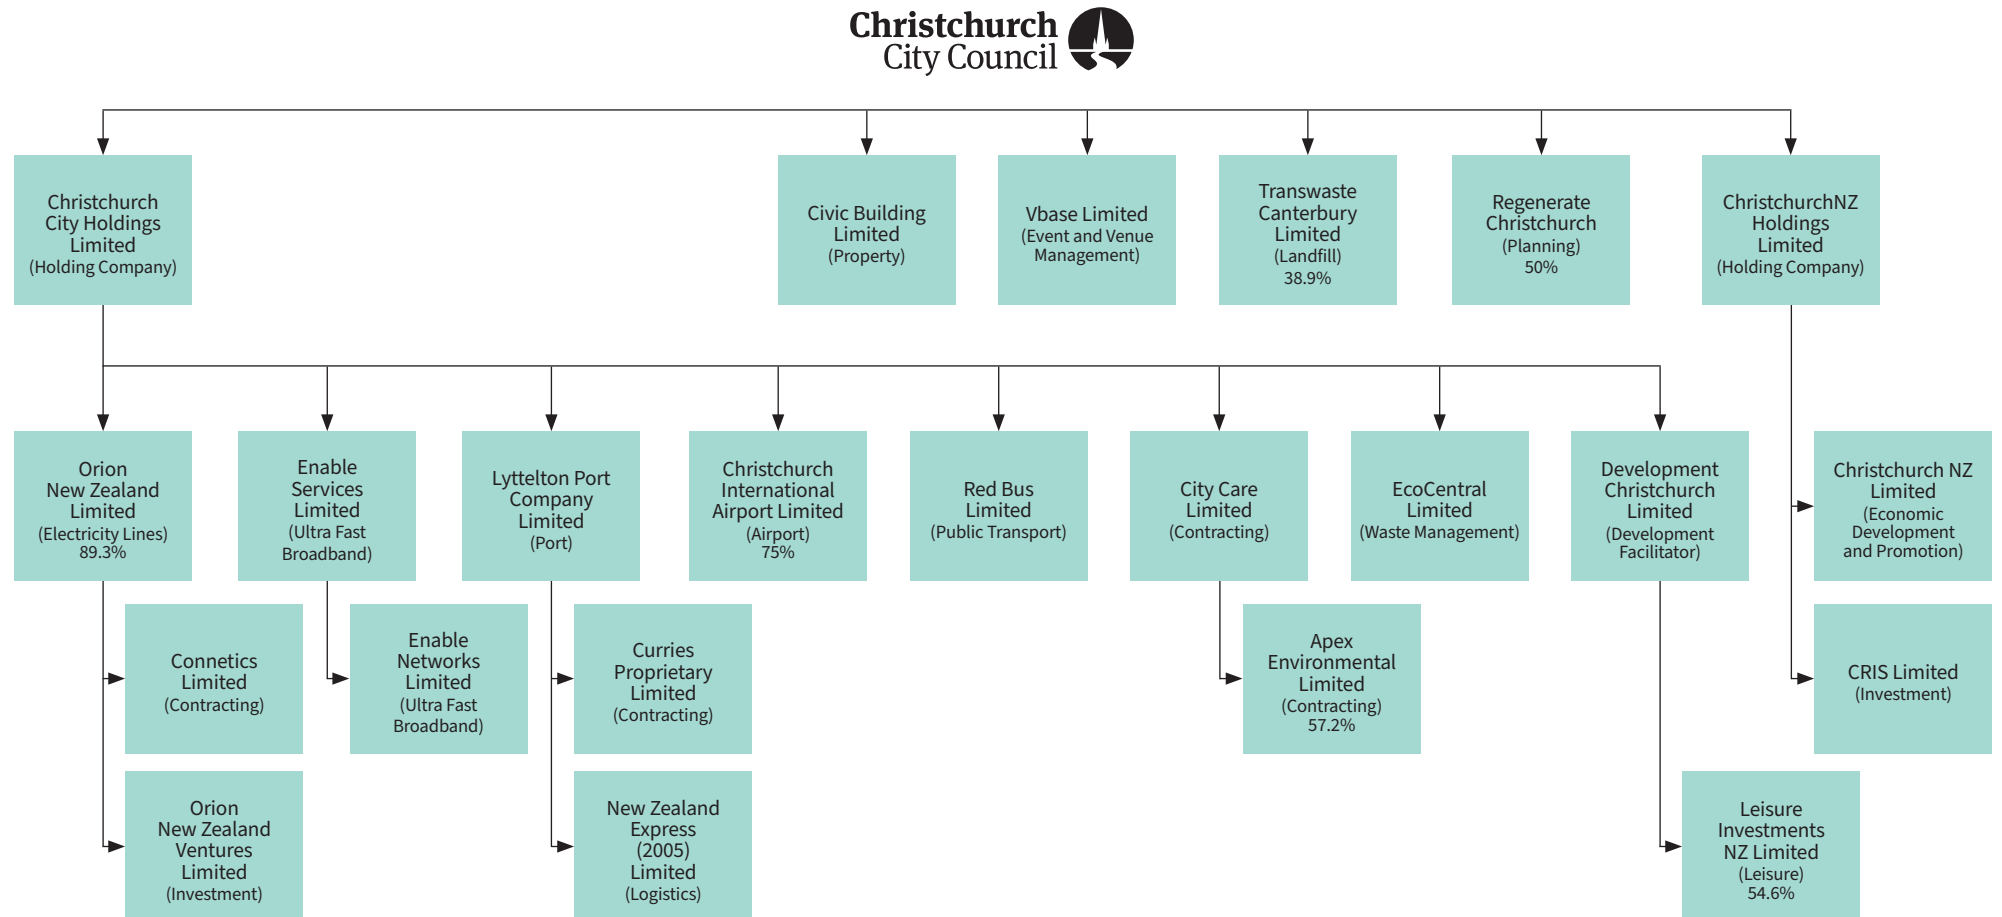 Christchurch
City Council
Christchurch
City Holdings
Limited
(Holding Company)
Civic Building
Limited
(Property)
Vbase Limited
(Event and Venue
Management)
Transwaste
Canterbury
Limited
(Landfill)
38.9%
Regenerate
Christchurch
(Planning)
50%
ChristchurchNZ
Holdings
Limited
(Holding Company)
Orion
New Zealand
Limited
(Electricity Lines)
89.3%
Enable
Services
Limited
(Ultra Fast
Broadband)
Lyttelton Port
Company
Limited
(Port)
Christchurch
International
Airport Limited
(Airport)
75%
Red Bus
Limited
(Public Transport)
City Care
Limited
(Contracting)
EcoCentral
Limited
(Waste Management)
Development
Christchurch
Limited
(Development
Facilitator)
Christchurch NZ
Limited
(Economic
Development
and Promotion)
Connetics
Limited
(Contracting)
Enable
Networks
Limited
(Ultra Fast
Broadband)
Curries
Proprietary
Limited
(Contracting)
Apex
Environmental
Limited
(Contracting)
57.2%
CRIS Limited
(Investment)
Orion
New Zealand
Ventures
Limited
(Investment)
New Zealand
Express
(2005)
Limited
(Logistics)
Leisure
Investments
NZ Limited
(Leisure)
54.6%